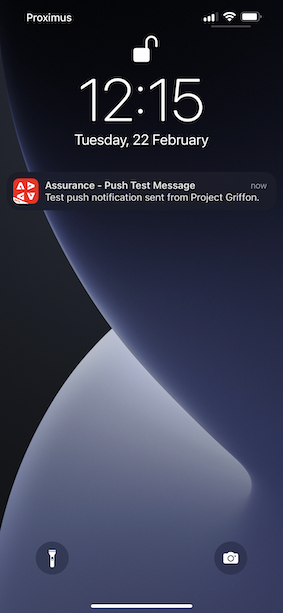 Proximus
12:15
Tuesday, 22 February
Assurance - Push Test Message now
Test push notification sent from Project Griffon.